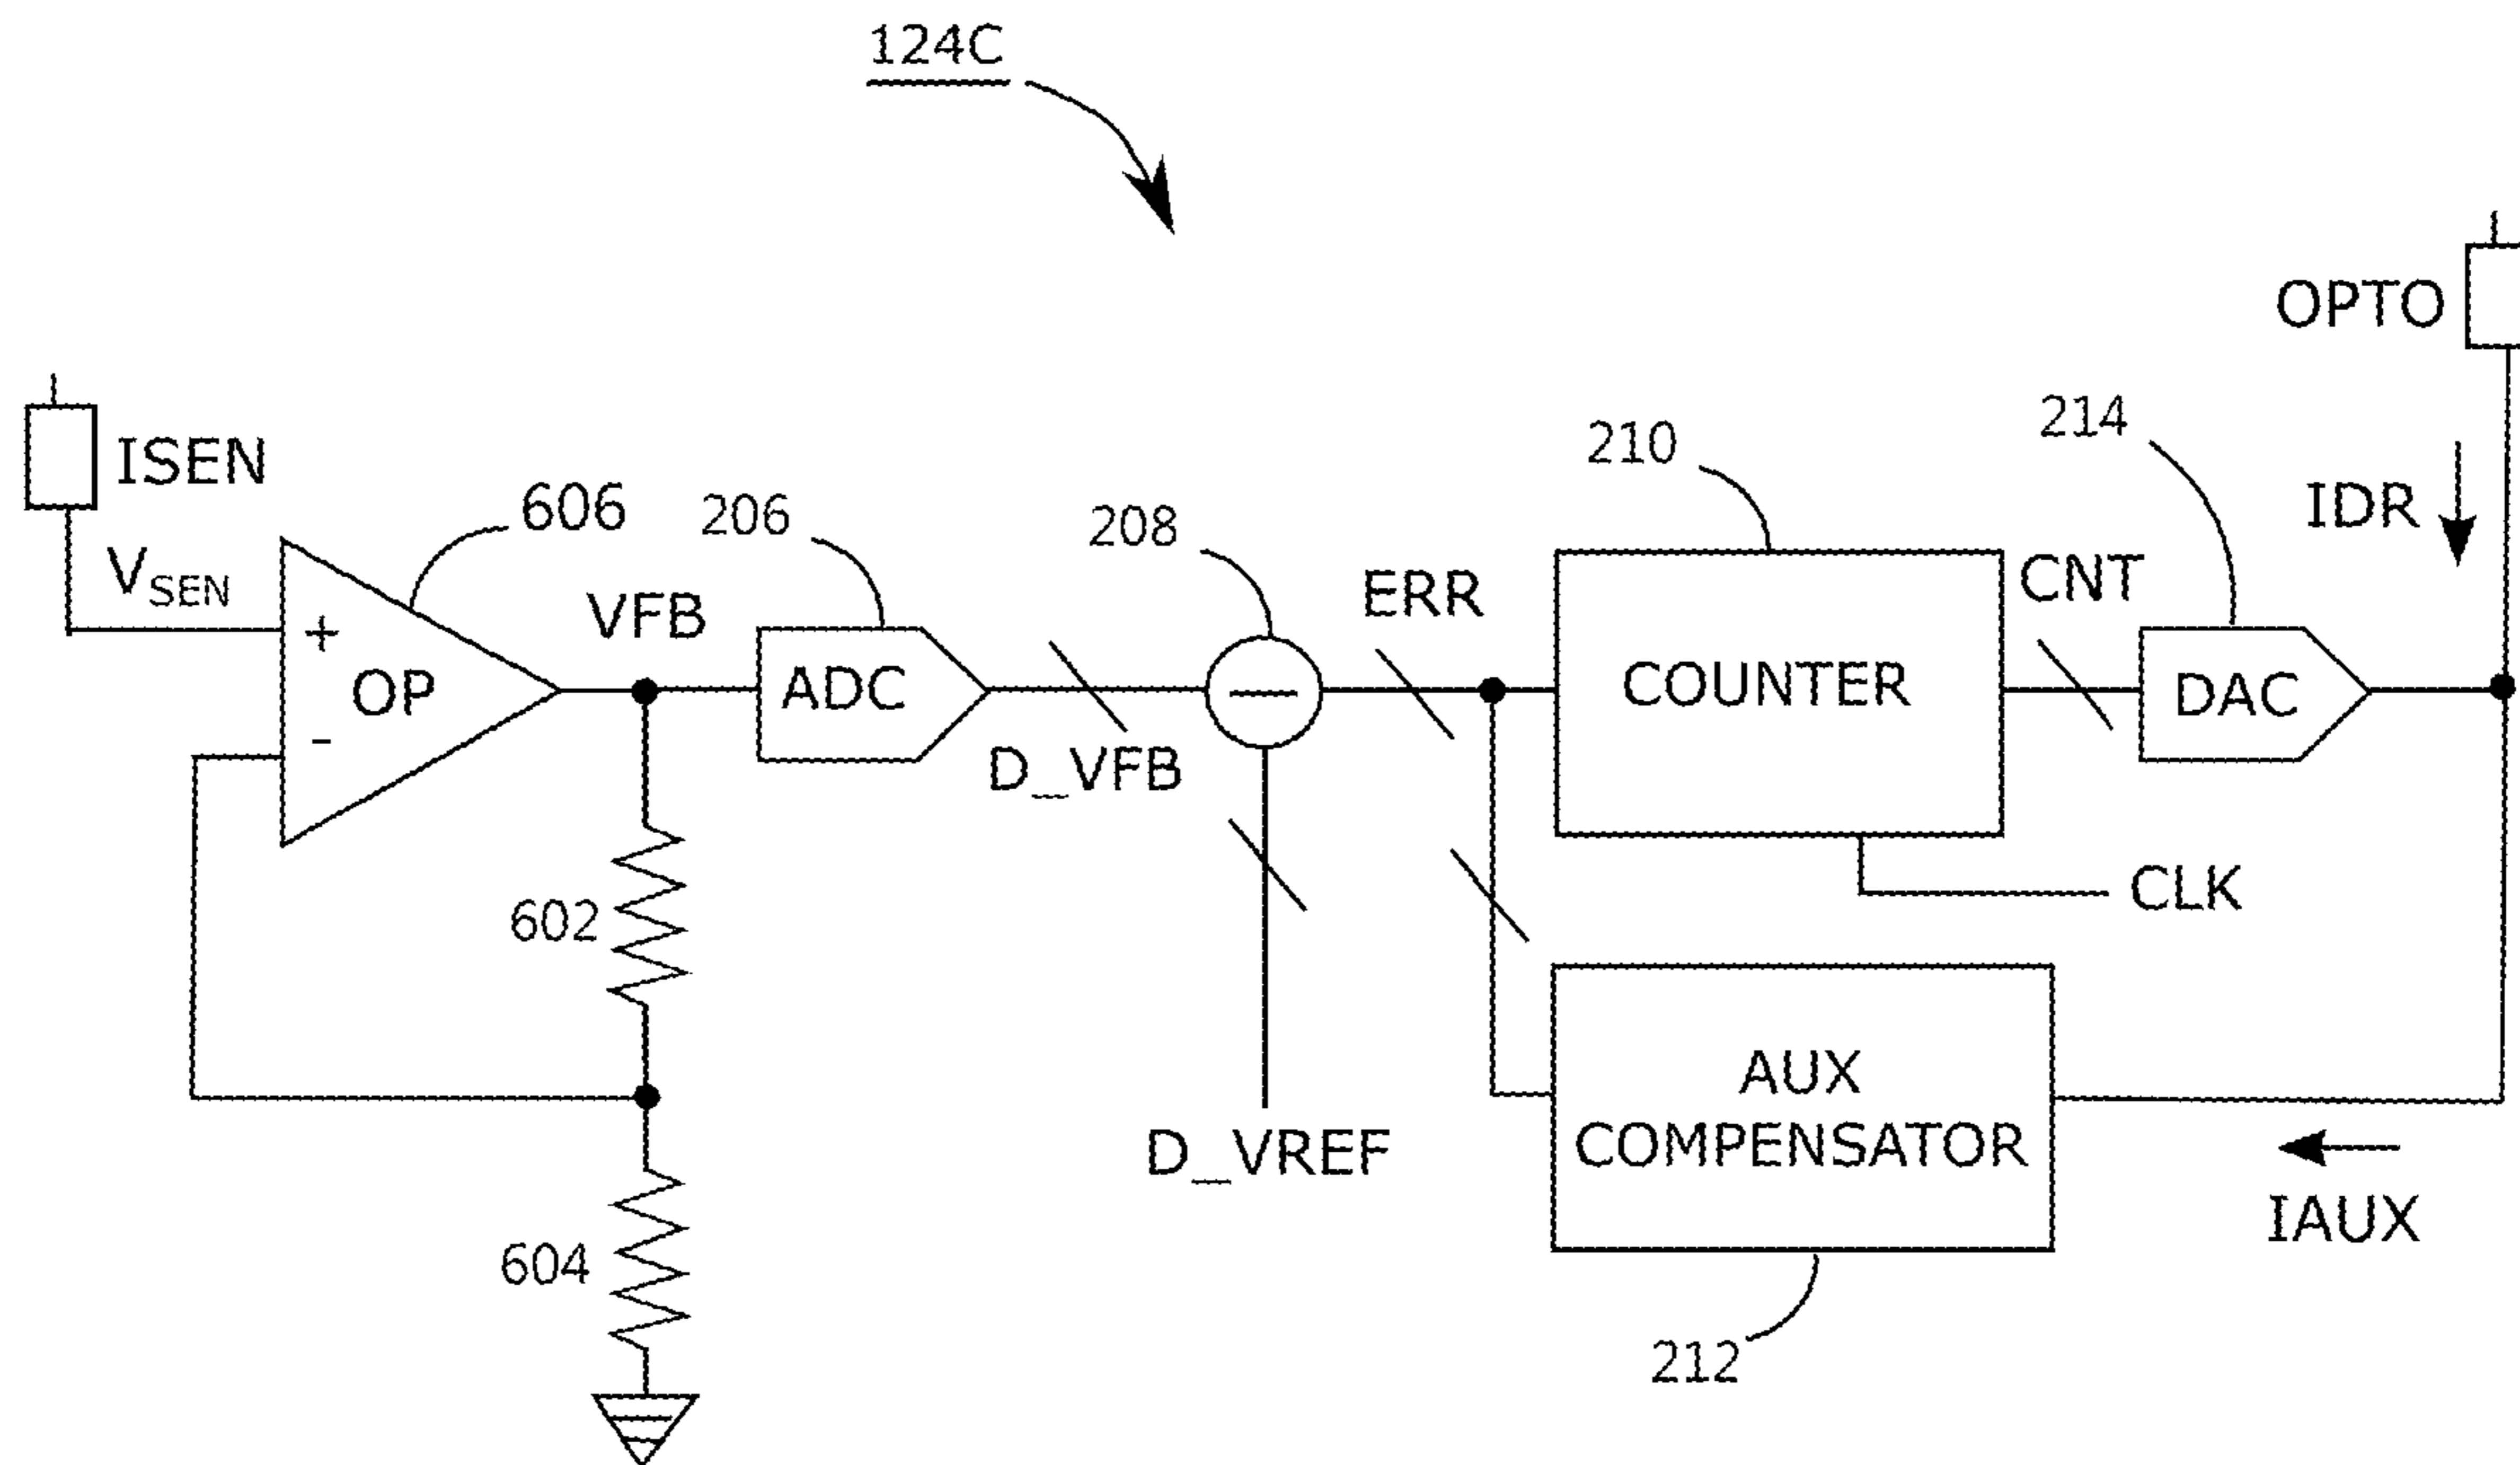 124C
OPTO
214
210
ISEN
606
206
208
IDR
VSEN
VFB
ERR
CNT
+
OP
-
ADC
COUNTER
DAC
D_VFB
602
CLK
AUX
COMPENSATOR
D_VREF
IAUX
604
212